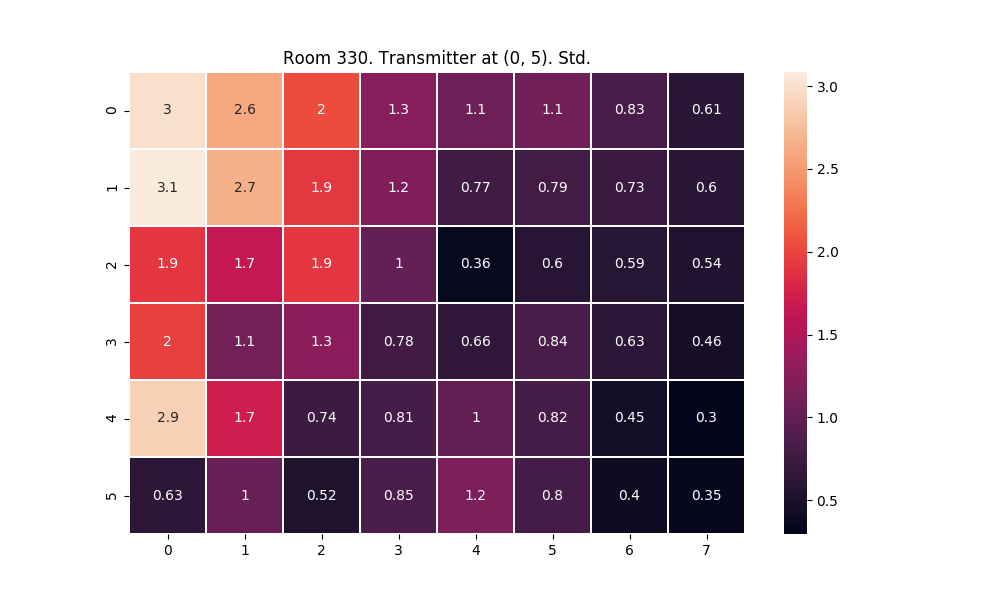 Room 330. Transmitter at (0, 5). Std.
0 3 2.6 2 1.3 1.1 1.1 0.83 0.61
1 3.1 2.7 1.9 1.2 0.77 0.79 0.73 0.6
2 1.9 1.7 1.9 1 0.36 0.6 0.59 0.54
3 2 1.1 1.3 0.78 0.66 0.84 0.63 0.46
4 2.9 1.7 0.74 0.81 1 0.82 0.45 0.3
5 0.63 1 0.52 0.85 1.2 0.8 0.4 0.35
0 1 2 3 4 5 6 7
3.0
2.5
2.0
1.5
1.0
0.5